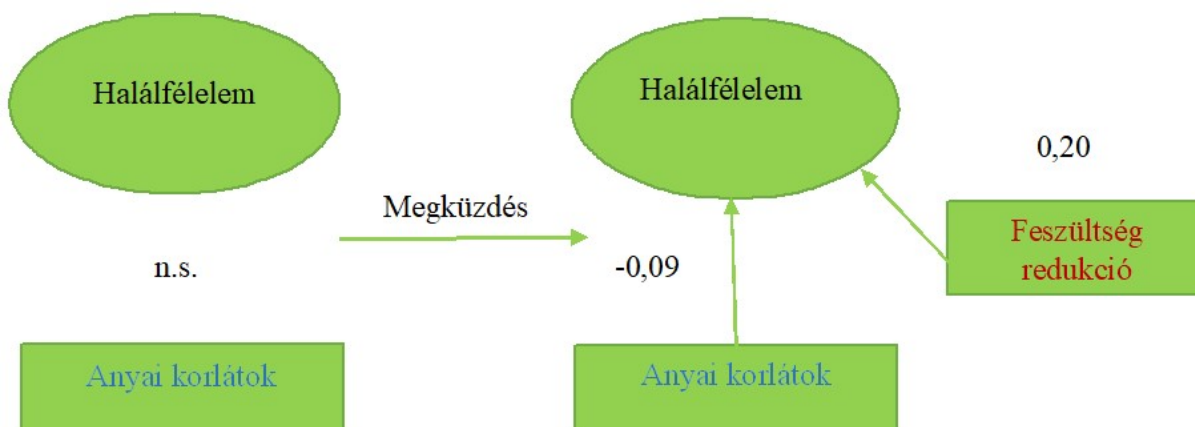 Halálfélelem
Halálfélelem
0,20
Megküzdés
Feszültség
redukció
n.s.
-0,09
Anyai korlátok
Anyai korlátok